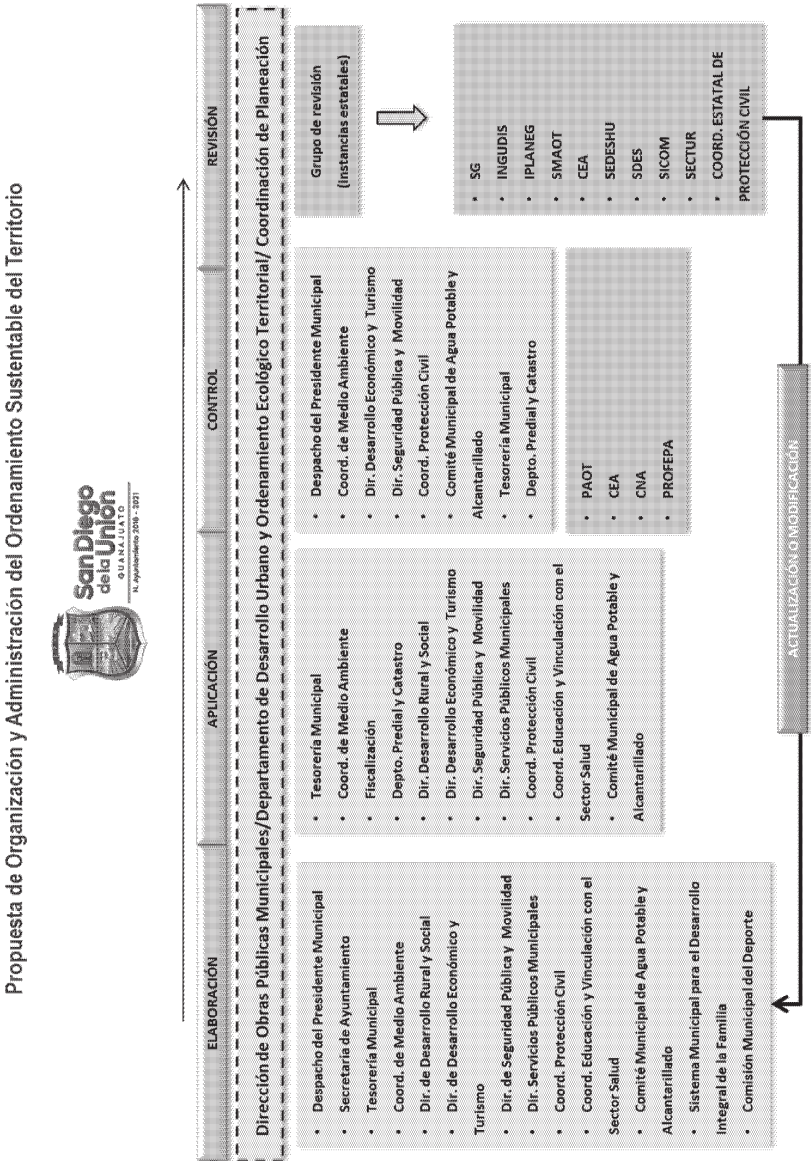 Propuesta de Organización y Administración del Ordenamiento Sustentable del Territorio
San Diego
de la Unión
GUANAJUATO
H. Ayuntamiento 2018 - 2021
ELABORACIÓN
APLICACIÓN
CONTROL
REVISIÓN
Dirección de Obras Públicas Municipales/Departamento de Desarrollo Urbano y Ordenamiento Ecológico Territorial/ Coordinación de Planeación
• Despacho del Presidente Municipal
• Secretaría de Ayuntamiento
• Tesorería Municipal
• Coord. de Medio Ambiente
• Dir. de Desarrollo Rural y Social
• Dir. de Desarrollo Económico y
Turismo
• Dir. de Seguridad Pública y Movilidad
• Dir. Servicios Públicos Municipales
• Coord. Protección Civil
• Coord. Educación y Vinculación con el
Sector Salud
• Comité Municipal de Agua Potable y
Alcantarillado
• Sistema Municipal para el Desarrollo
Integral de la Familia
• Comisión Municipal del Deporte
• Tesorería Municipal
• Coord. de Medio Ambiente
• Fiscalización
• Depto. Predial y Catastro
• Dir. Desarrollo Rural y Social
• Dir. Desarrollo Económico y Turismo
• Dir. Seguridad Pública y Movilidad
• Dir. Servicios Públicos Municipales
• Coord. Protección Civil
• Coord. Educación y Vinculación con el
Sector Salud
• Comité Municipal de Agua Potable y
Alcantarillado
• Despacho del Presidente Municipal
• Coord. de Medio Ambiente
• Dir. Desarrollo Económico y Turismo
• Dir. Seguridad Pública y Movilidad
• Coord. Protección Civil
• Comité Municipal de Agua Potable y
Alcantarillado
• Tesorería Municipal
• Depto. Predial y Catastro
• PAOT
• CEA
• CNA
• PROFEPA
Grupo de revisión
(Instancias estatales)
• SG
• INGUDIS
• IPLANEG
• SMAOT
• CEA
• SEDESHU
• SDES
• SICOM
• SECTUR
• COORD. ESTATAL DE
PROTECCIÓN CIVIL
ACTUALIZACIÓN O MODIFICACIÓN